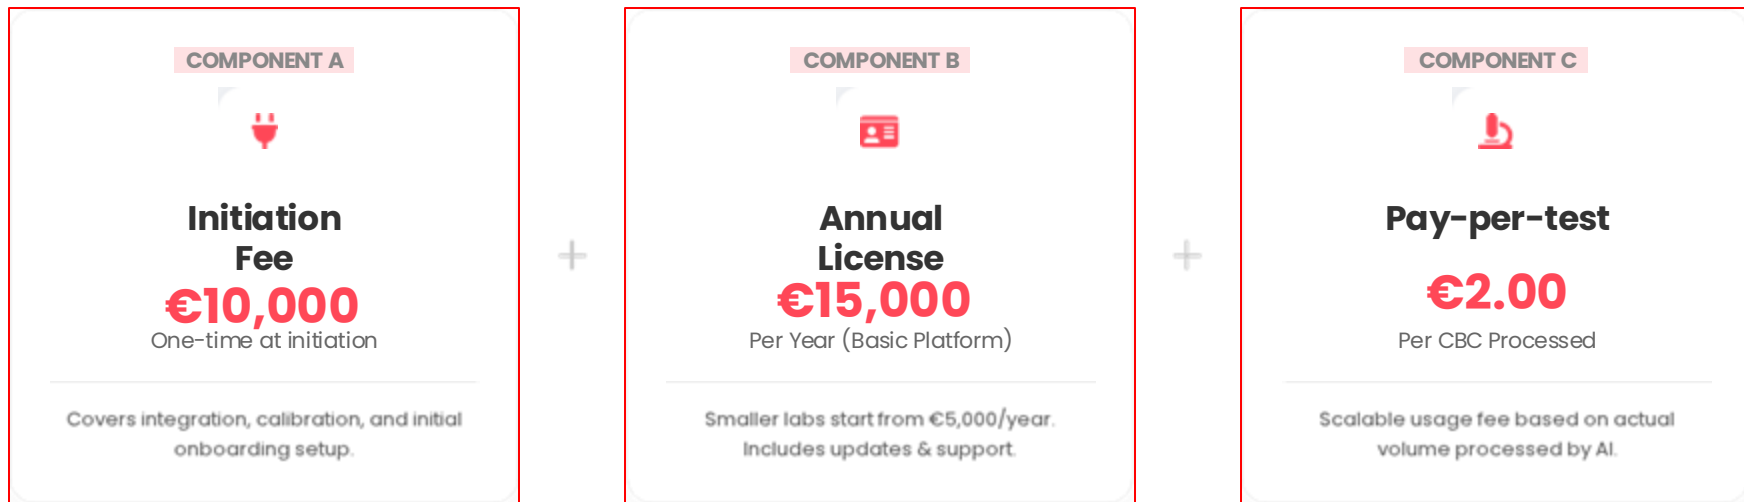 COMPONENT A
Initiation
Fee
€10,000
One-time at initiation
Covers integration, calibration, and initial
onboarding setup.
+
COMPONENT B
Annual
License
€15,000
Per Year (Basic Platform)
Smaller labs start from €5,000/year.
Includes updates & support.
+
COMPONENT C
Pay-per-test
€2.00
Per CBC Processed
Scalable usage fee based on actual
volume processed by AI.